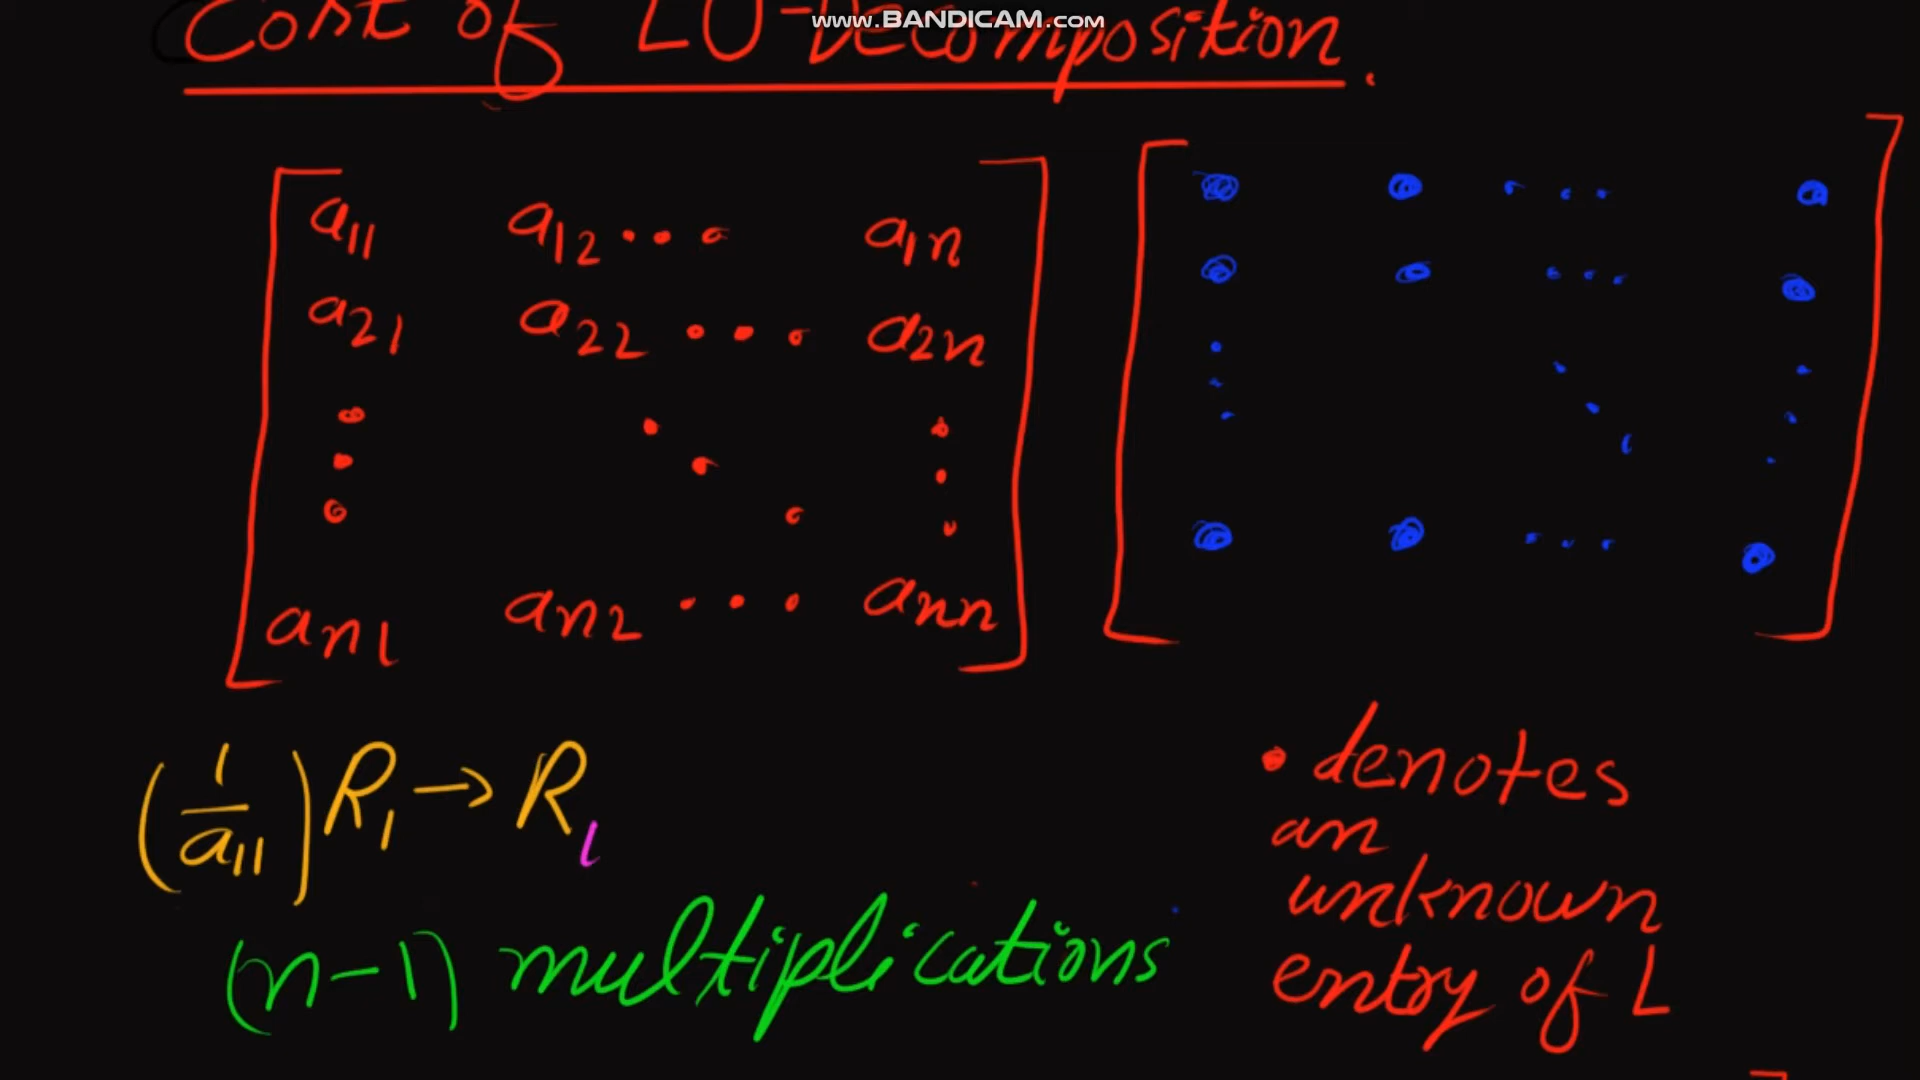 www.BANDICAM.com
Cost of LU-Decomposition.
a11 a12 ... a1n
a21 a22 ... a2n
an1 an2 ... ann
(1/a11) R1 → R1
(n-1) multiplications
• denotes
an
unknown
entry of L